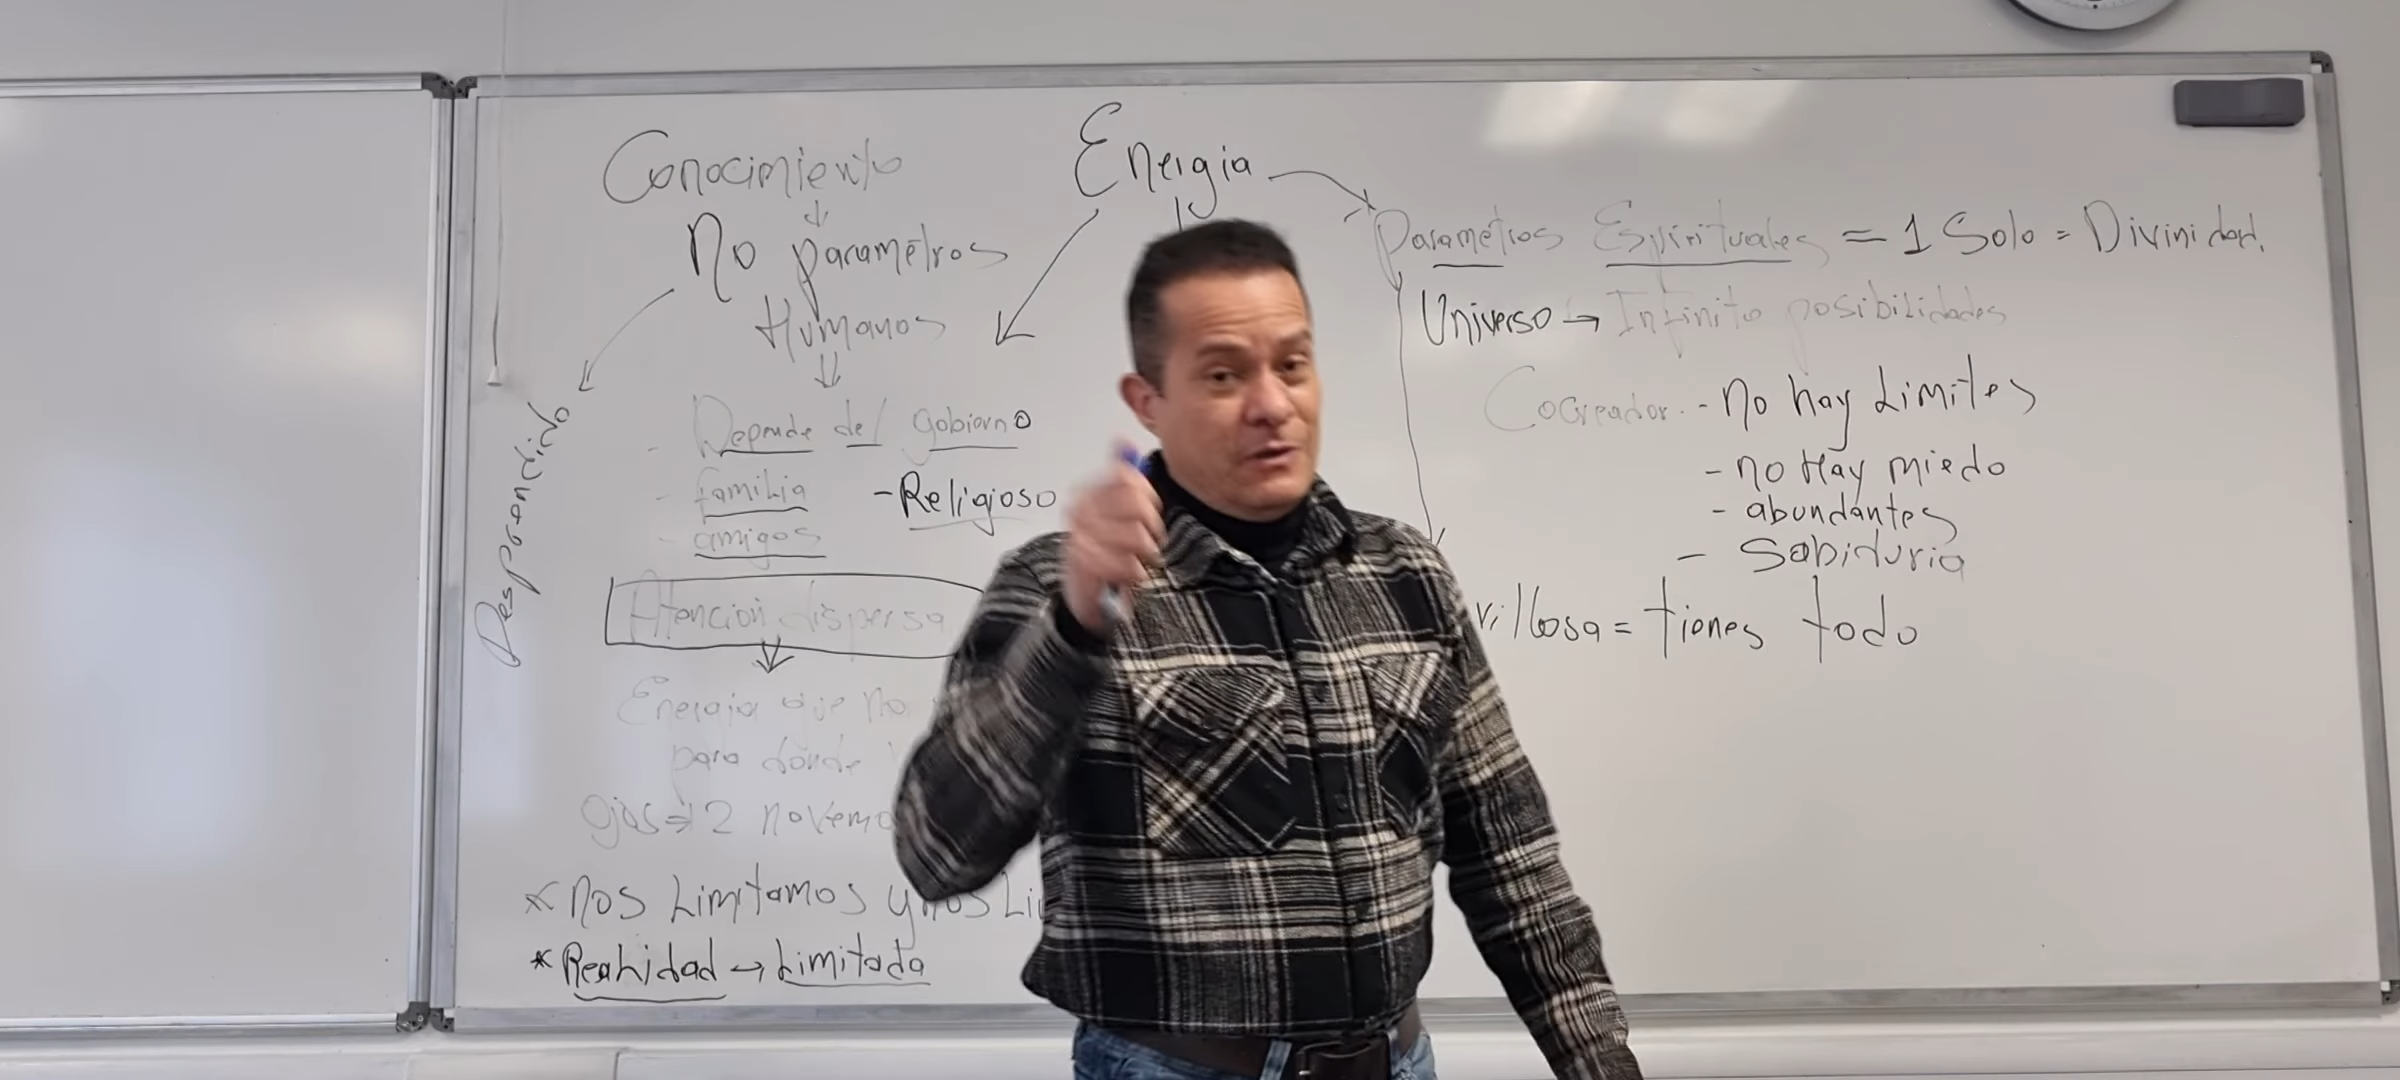 Conocimiento
No parametros
Humanos
- Depende del gobierno
- familia - Religioso
- amigos
Atencion dispersa
Energia que no
para donde
2 novem
* nos Limitamos y nos Li
* Realidad → Limitada
Energia
Parametros Espirituales = 1 Solo = Divinidad.
Universo → Infinito posibilidades
Cocreador. - no hay Limites
- no Hay miedo
- abundantes
- Sabiduria
villosa = tienes todo